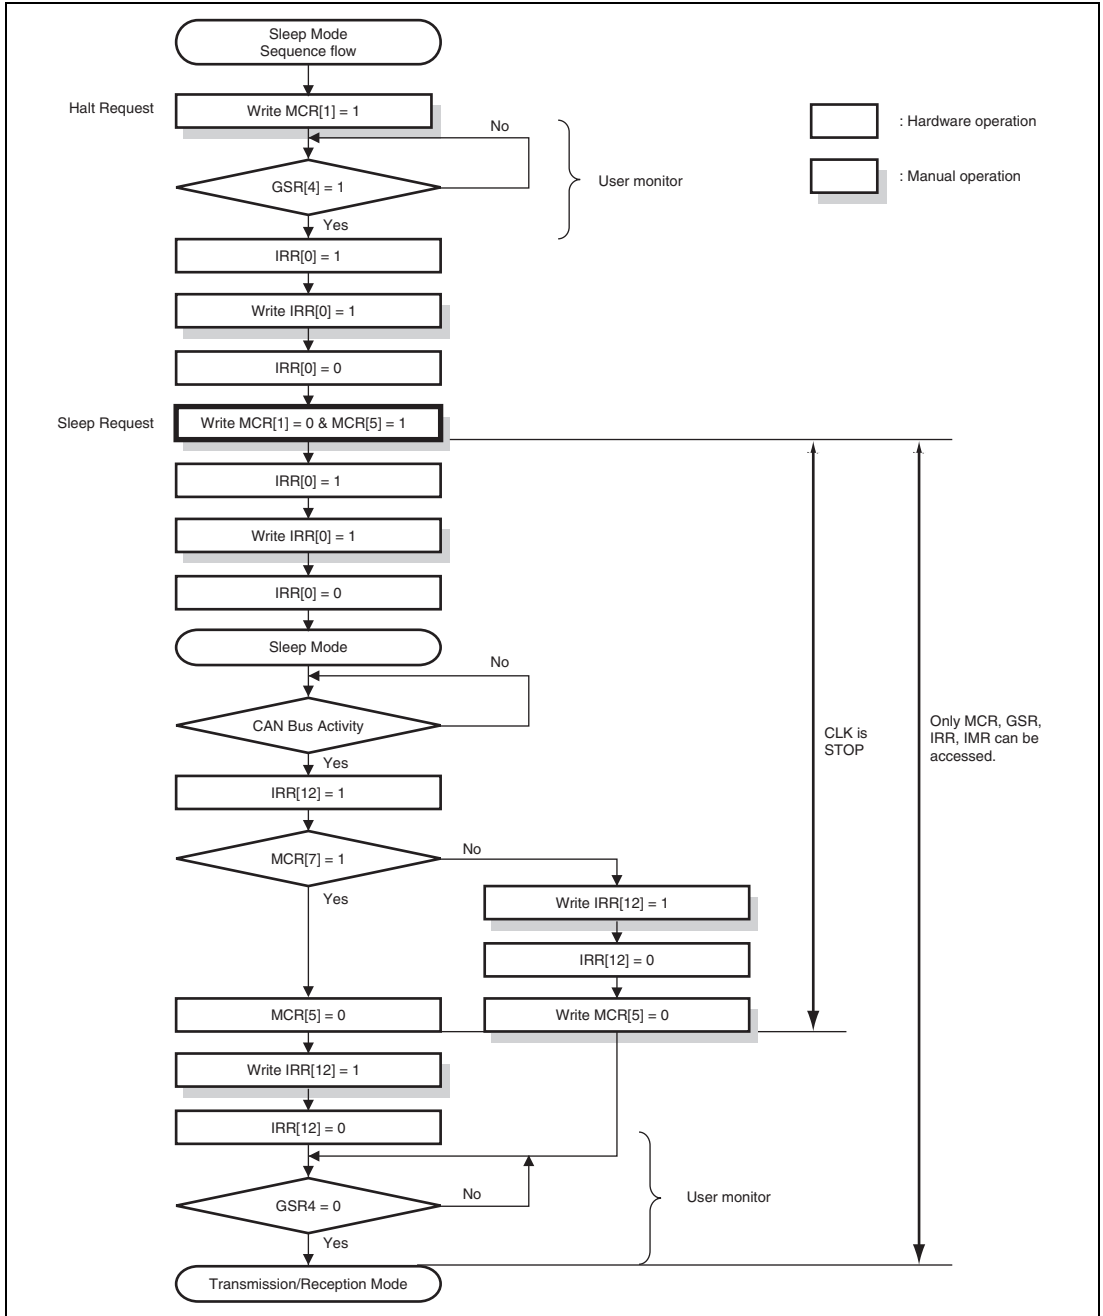 Sleep Mode
Sequence flow
Halt Request
Write MCR[1] = 1
: Hardware operation
No
GSR[4] = 1
User monitor
: Manual operation
Yes
IRR[0] = 1
Write IRR[0] = 1
IRR[0] = 0
Sleep Request
Write MCR[1] = 0 & MCR[5] = 1
IRR[0] = 1
Write IRR[0] = 1
IRR[0] = 0
Sleep Mode
No
CAN Bus Activity
CLK is
STOP
Only MCR, GSR,
IRR, IMR can be
accessed.
Yes
IRR[12] = 1
MCR[7] = 1
No
Yes
Write IRR[12] = 1
IRR[12] = 0
MCR[5] = 0
Write MCR[5] = 0
Write IRR[12] = 1
IRR[12] = 0
GSR4 = 0
No
User monitor
Yes
Transmission/Reception Mode